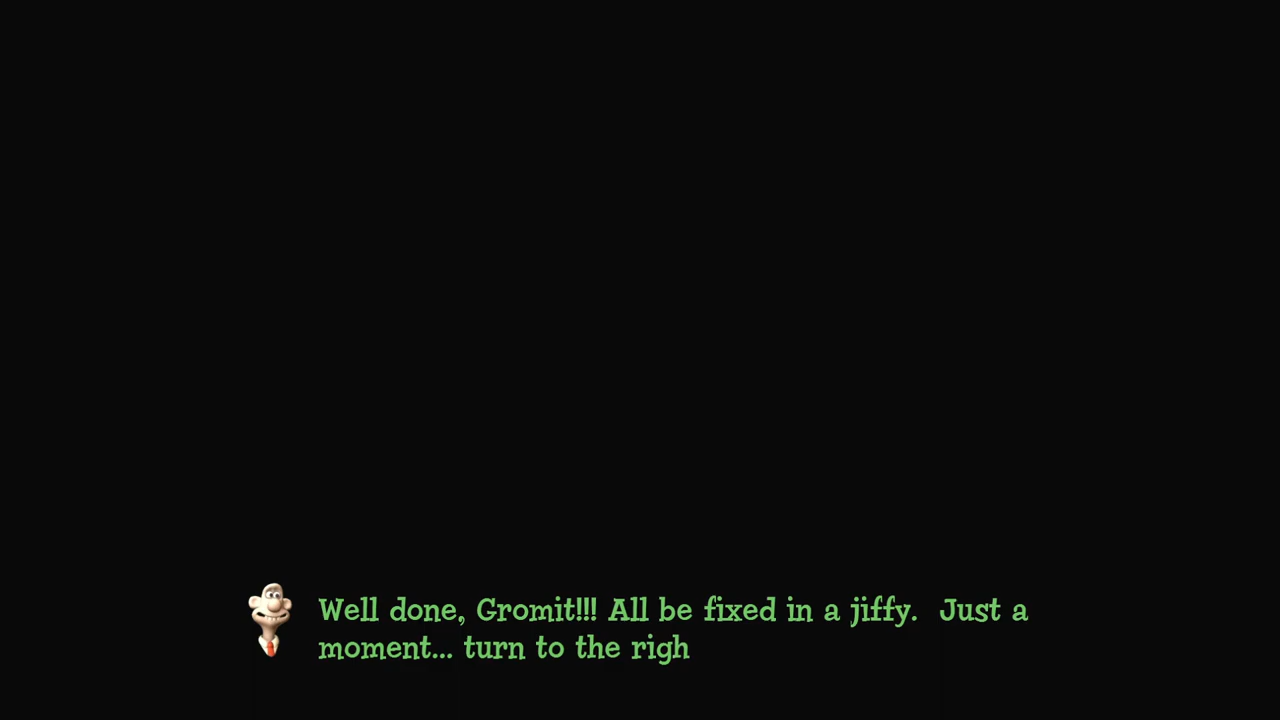 Well done, Gromit!!! All be fixed in a jiffy.  Just a
moment... turn to the righ